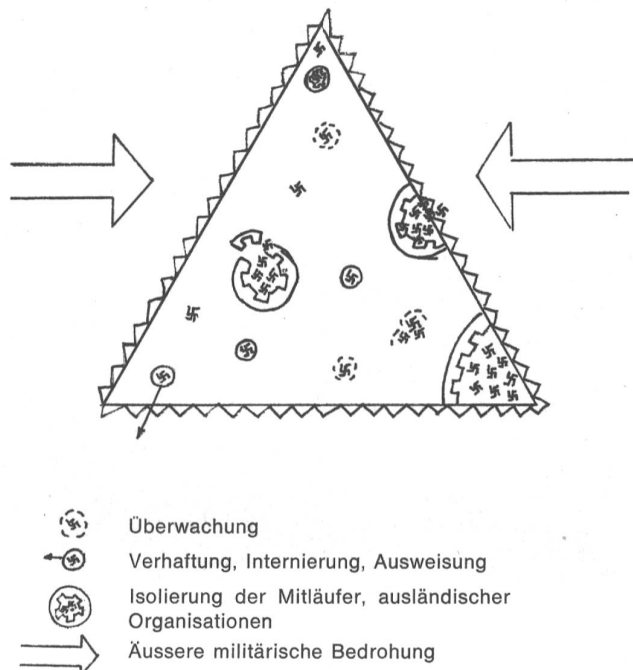 Überwachung
Verhaftung, Internierung, Ausweisung
Isolierung der Mitläufer, ausländischer
Organisationen
Äussere militärische Bedrohung